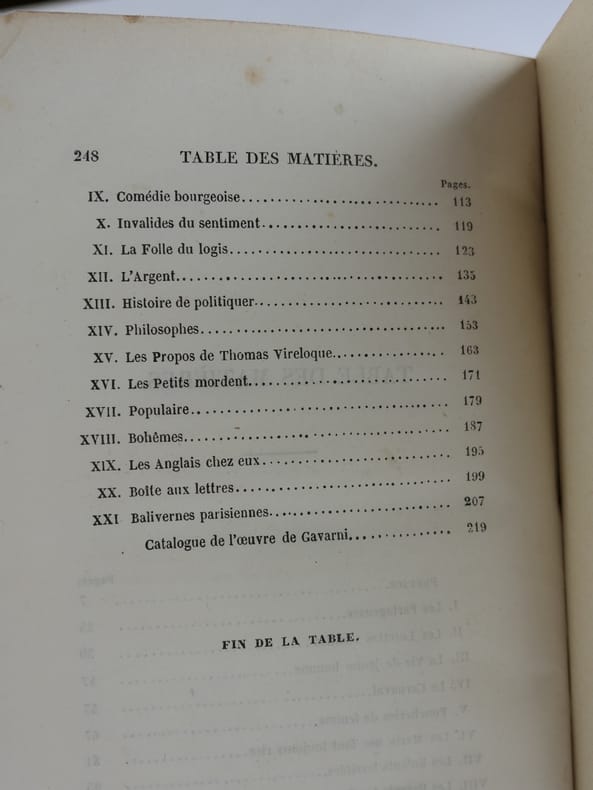 248 TABLE DES MATIÈRES.
Pages.
IX. Comédie bourgeoise................................ 113
X. Invalides du sentiment............................. 119
XI. La Folle du logis................................. 123
XII. L'Argent......................................... 135
XIII. Histoire de politiquer.......................... 143
XIV. Philosophes...................................... 153
XV. Les Propos de Thomas Vireloque.................... 163
XVI. Les Petits mordent............................... 171
XVII. Populaire....................................... 179
XVIII. Bohêmes........................................ 187
XIX. Les Anglais chez eux............................. 195
XX. Boîte aux lettres................................. 199
XXI Balivernes parisiennes............................ 207
Catalogue de l'œuvre de Gavarni....................... 219
FIN DE LA TABLE.